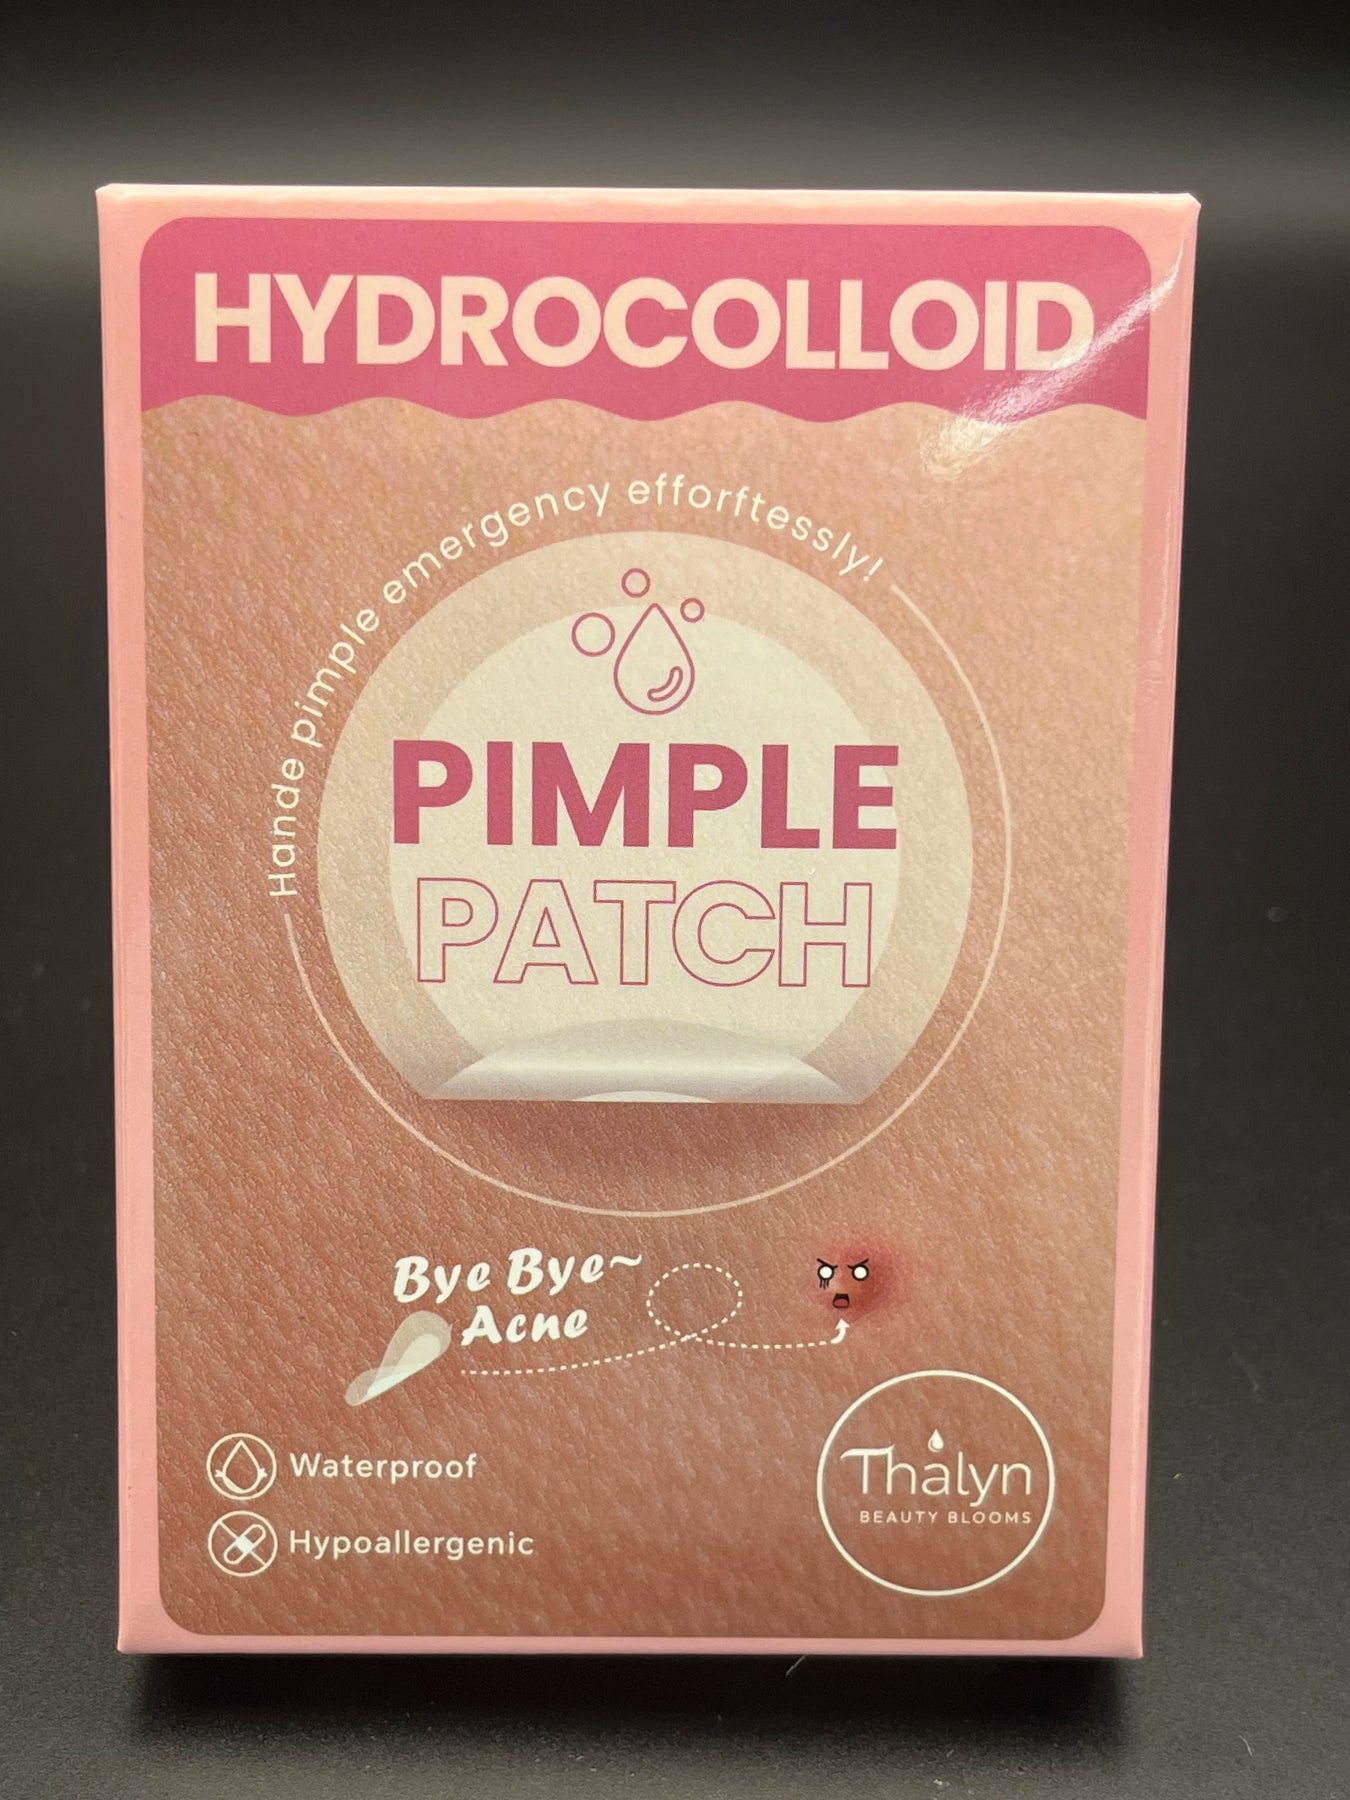 HYDROCOLLOID
Hande pimple emergency efforftessly!
PIMPLE
PATCH
Bye Bye~
Acne
Waterproof
Hypoallergenic
Thalyn
BEAUTY BLOOMS